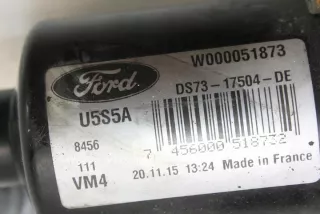 W000051873
Ford
DS73-17504-DE
U5S5A
8456
7 456000 518732
111
VM4
20.11.15 13:24 Made in France